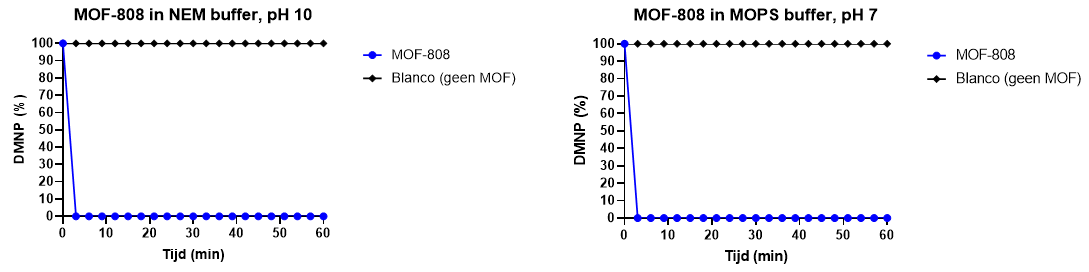 MOF-808 in NEM buffer, pH 10
100
90
80
70
60
50
40
30
20
10
0
DMNP (%)
0 10 20 30 40 50 60
Tijd (min)
MOF-808
Blanco (geen MOF)
MOF-808 in MOPS buffer, pH 7
100
90
80
70
60
50
40
30
20
10
0
DMNP (%)
0 10 20 30 40 50 60
Tijd (min)
MOF-808
Blanco (geen MOF)